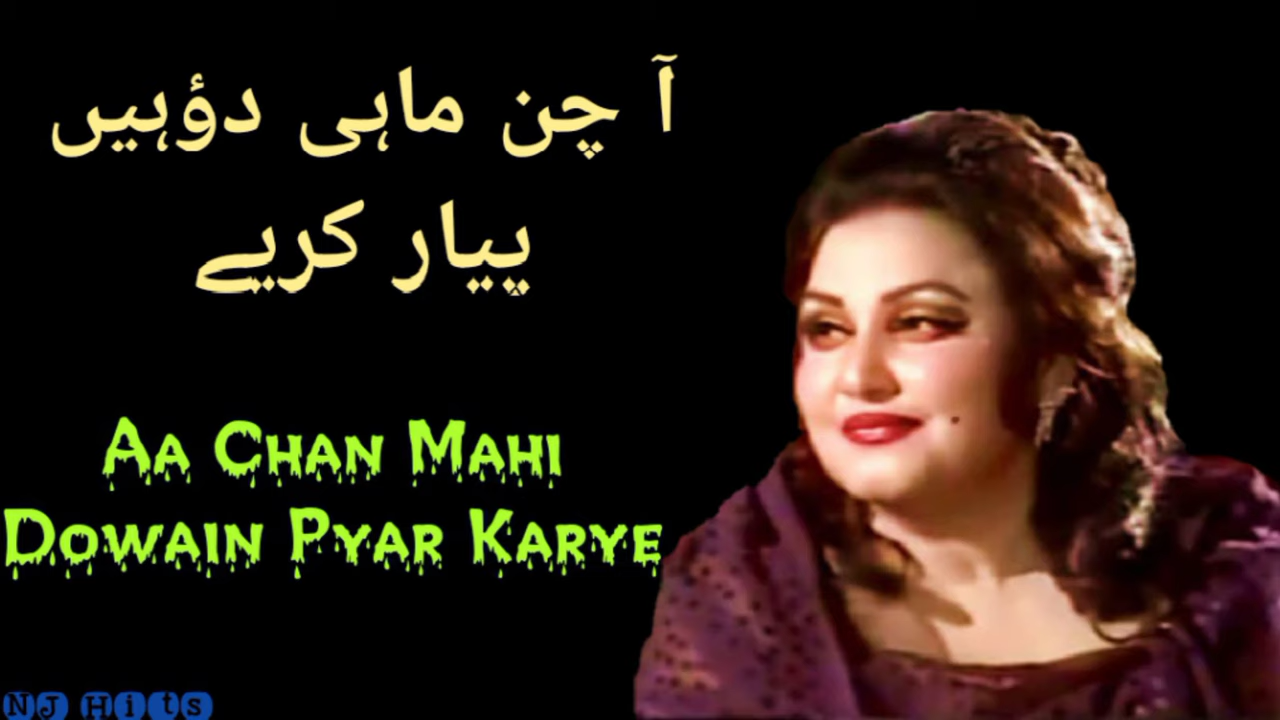 آ چن ماہی دؤہیں
پیار کریے
Aa Chan Mahi
Dowain Pyar Karye
NJ Hits